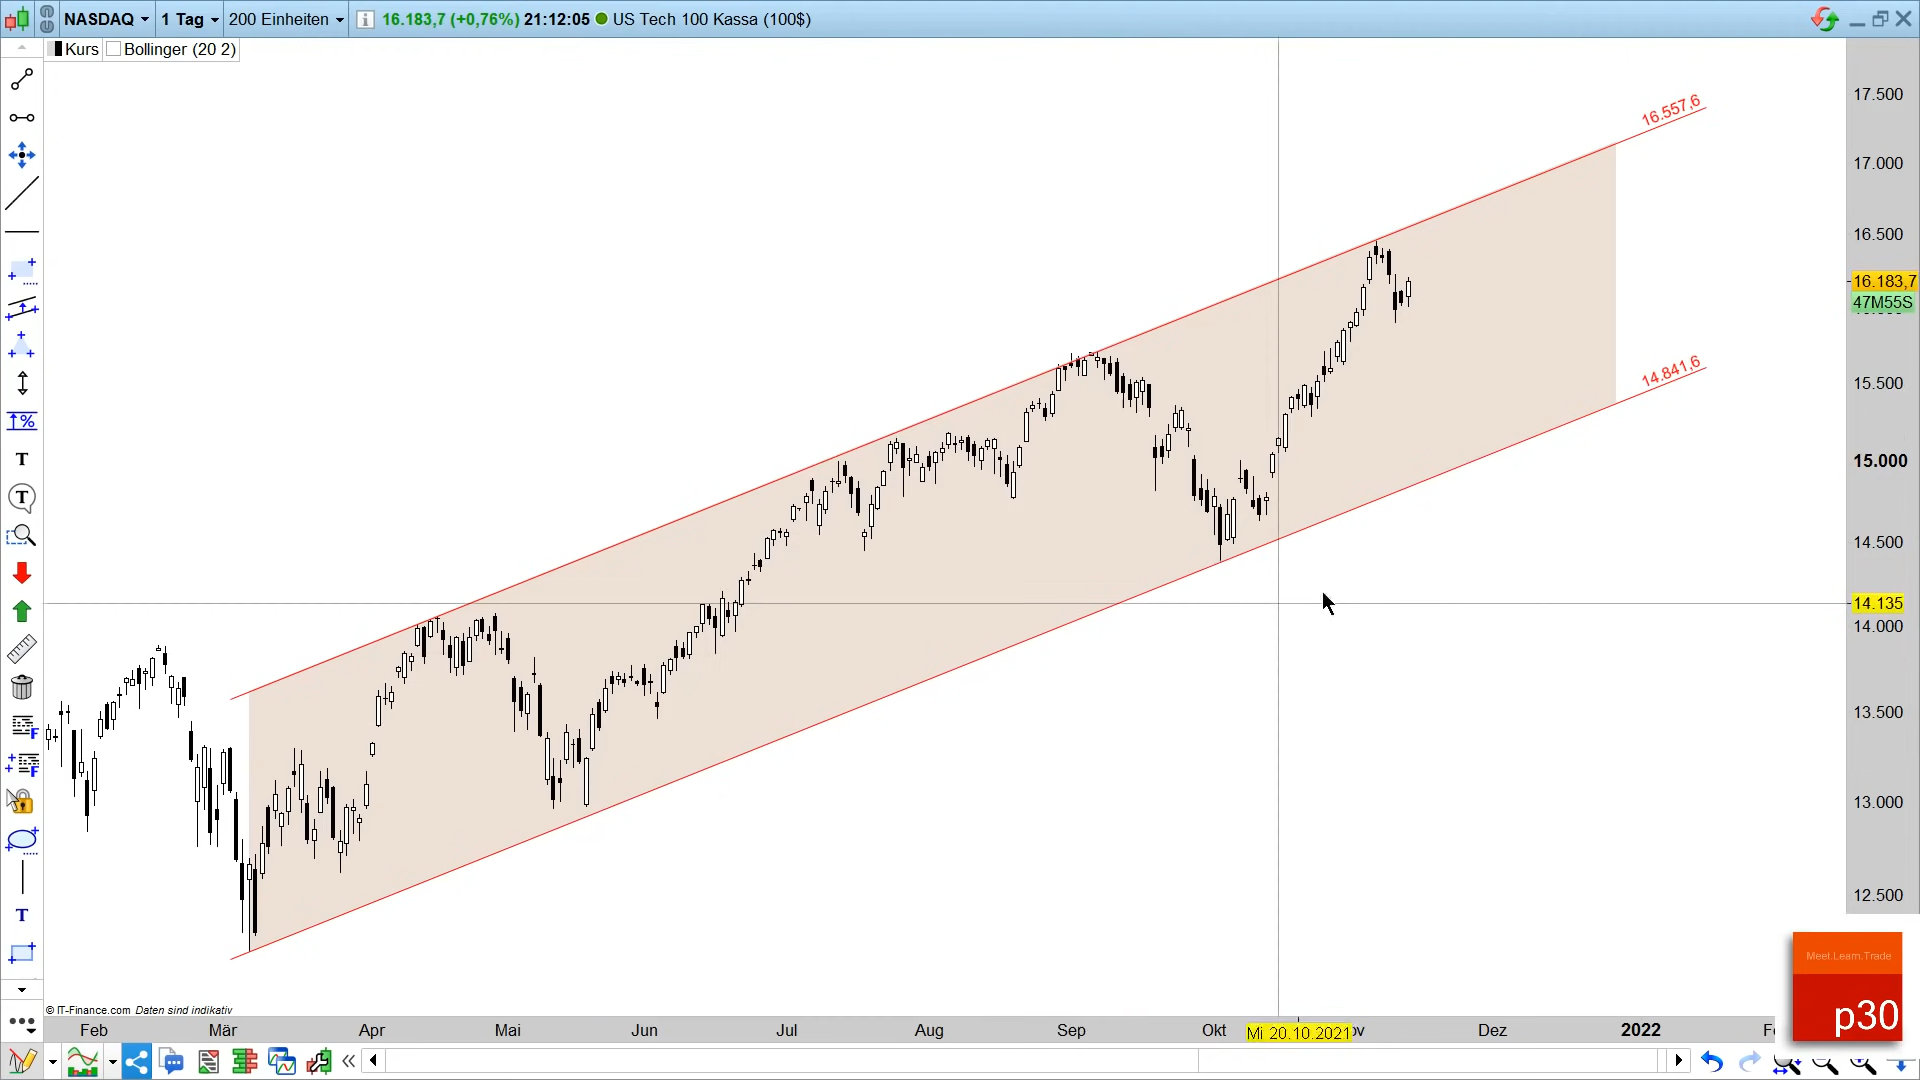 NASDAQ 1 Tag 200 Einheiten 16.183,7 (+0,76%) 21:12:05 US Tech 100 Kassa (100$)
Kurs Bollinger (20 2)
17.500
16.557,6
17.000
16.500
16.183,7
47M55S
14.841,6
15.500
15.000
14.500
14.135
14.000
13.500
13.000
12.500
T
T
T
Meet.Learn.Trade
p30
© IT-Finance.com Daten sind indikativ
Feb Mär Apr Mai Jun Jul Aug Sep Okt Mi 20.10.2021 Dez 2022